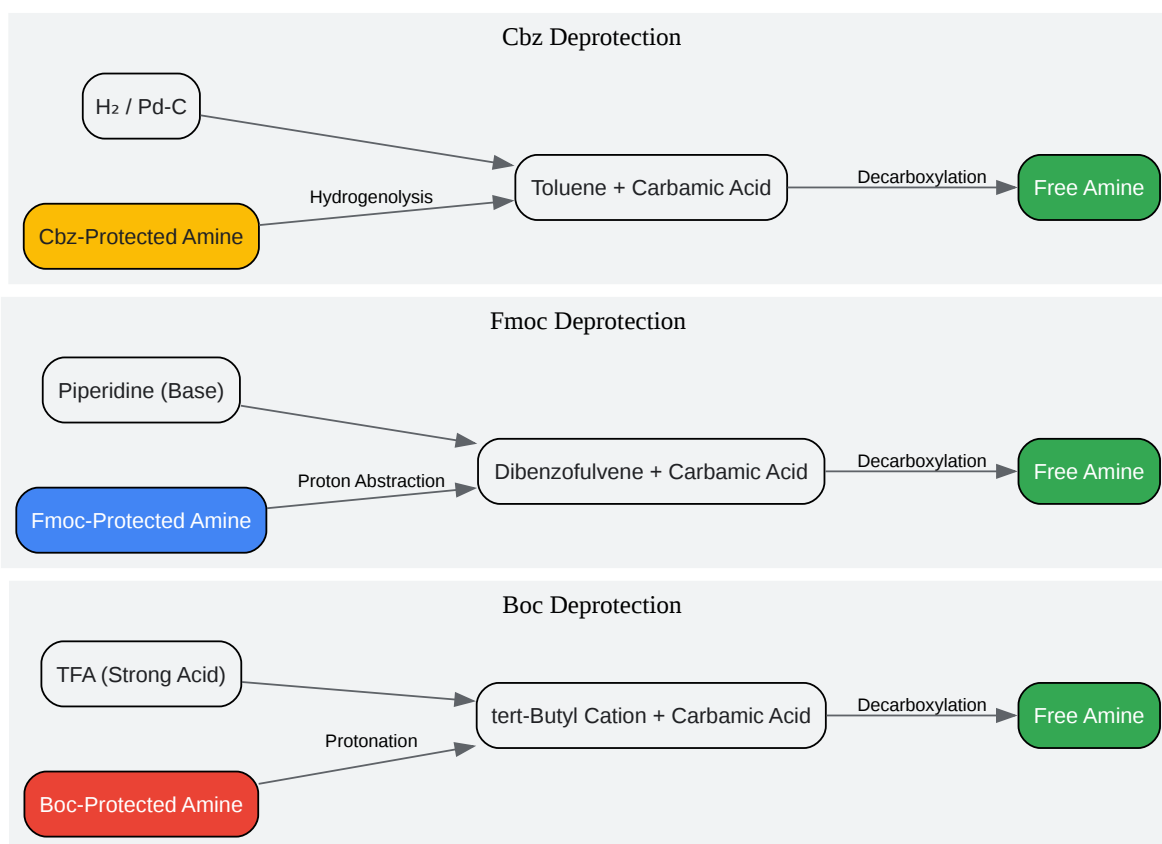 Cbz Deprotection
H₂ / Pd-C
Cbz-Protected Amine
Hydrogenolysis
Toluene + Carbamic Acid
Decarboxylation
Free Amine
Fmoc Deprotection
Piperidine (Base)
Fmoc-Protected Amine
Proton Abstraction
Dibenzofulvene + Carbamic Acid
Decarboxylation
Free Amine
Boc Deprotection
TFA (Strong Acid)
Boc-Protected Amine
Protonation
tert-Butyl Cation + Carbamic Acid
Decarboxylation
Free Amine